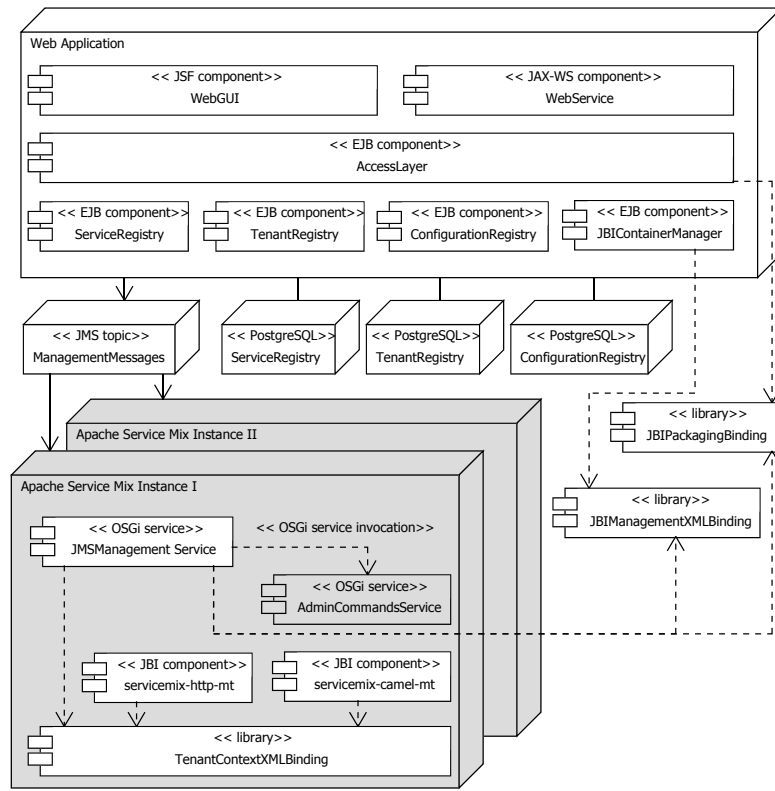 Web Application
<< JSF component>>
WebGUI
<< JAX-WS component>>
WebService
<< EJB component>>
AccessLayer
<< EJB component>>
ServiceRegistry
<< EJB component>>
TenantRegistry
<< EJB component>>
ConfigurationRegistry
<< EJB component>>
JBIContainerManager
<< JMS topic>>
ManagementMessages
<< PostgreSQL>>
ServiceRegistry
<< PostgreSQL>>
TenantRegistry
<< PostgreSQL>>
ConfigurationRegistry
Apache Service Mix Instance II
<< library>>
JBIPackagingBinding
Apache Service Mix Instance I
<< library>>
JBIManagementXMLBinding
<< OSGi service>>
JMSManagement Service
<< OSGi service invocation>>
<< OSGi service>>
AdminCommandsService
<< JBI component>>
servicemix-http-mt
<< JBI component>>
servicemix-camel-mt
<< library>>
TenantContextXMLBinding